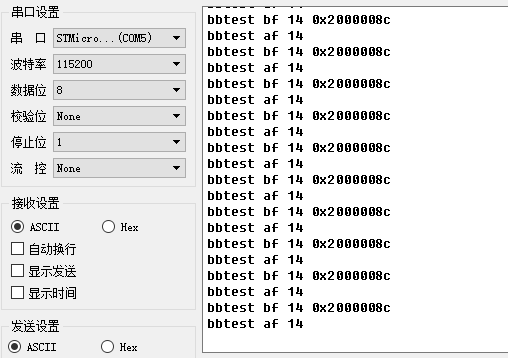 串口设置
串 口 STMicro...(COM5)
波特率 115200
数据位 8
校验位 None
停止位 1
流 控 None
接收设置
ASCII Hex
自动换行
显示发送
显示时间
发送设置
ASCII Hex
bbtest bf 14 0x2000008c
bbtest af 14
bbtest bf 14 0x2000008c
bbtest af 14
bbtest bf 14 0x2000008c
bbtest af 14
bbtest bf 14 0x2000008c
bbtest af 14
bbtest bf 14 0x2000008c
bbtest af 14
bbtest bf 14 0x2000008c
bbtest af 14
bbtest bf 14 0x2000008c
bbtest af 14
bbtest bf 14 0x2000008c
bbtest af 14
bbtest bf 14 0x2000008c
bbtest af 14
bbtest bf 14 0x2000008c
bbtest af 14